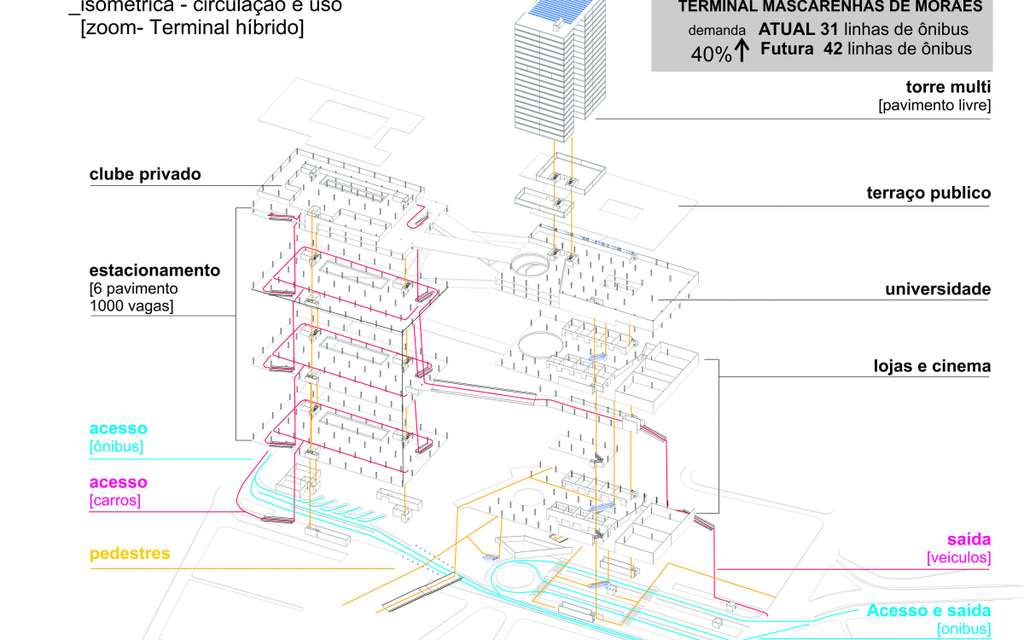 _isométrica - circulação e uso
[zoom- Terminal híbrido]
TERMINAL MASCARENHAS DE MORAES
demanda ATUAL 31 linhas de ônibus
40% Futura 42 linhas de ônibus
torre multi
[pavimento livre]
clube privado
terraço publico
estacionamento
[6 pavimento
1000 vagas]
universidade
lojas e cinema
acesso
[ônibus]
acesso
[carros]
pedestres
saída
[veiculos]
Acesso e saída
[onibus]